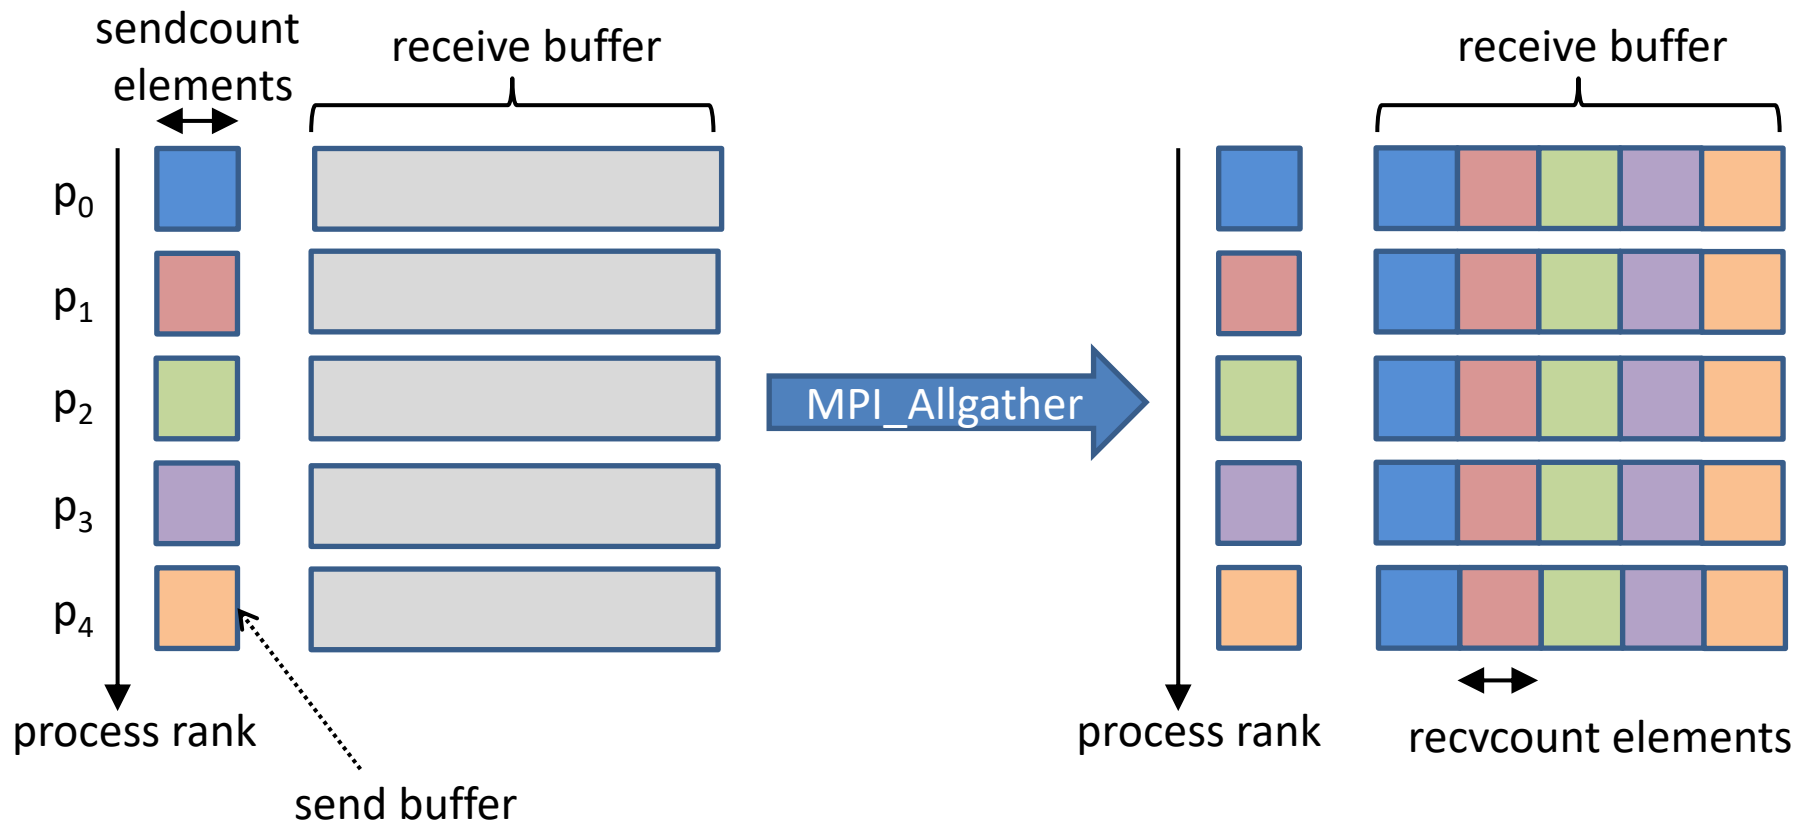 sendcount
elements
receive buffer
receive buffer
p0
p1
p2
p3
p4
MPI_Allgather
process rank
send buffer
process rank
recvcount elements